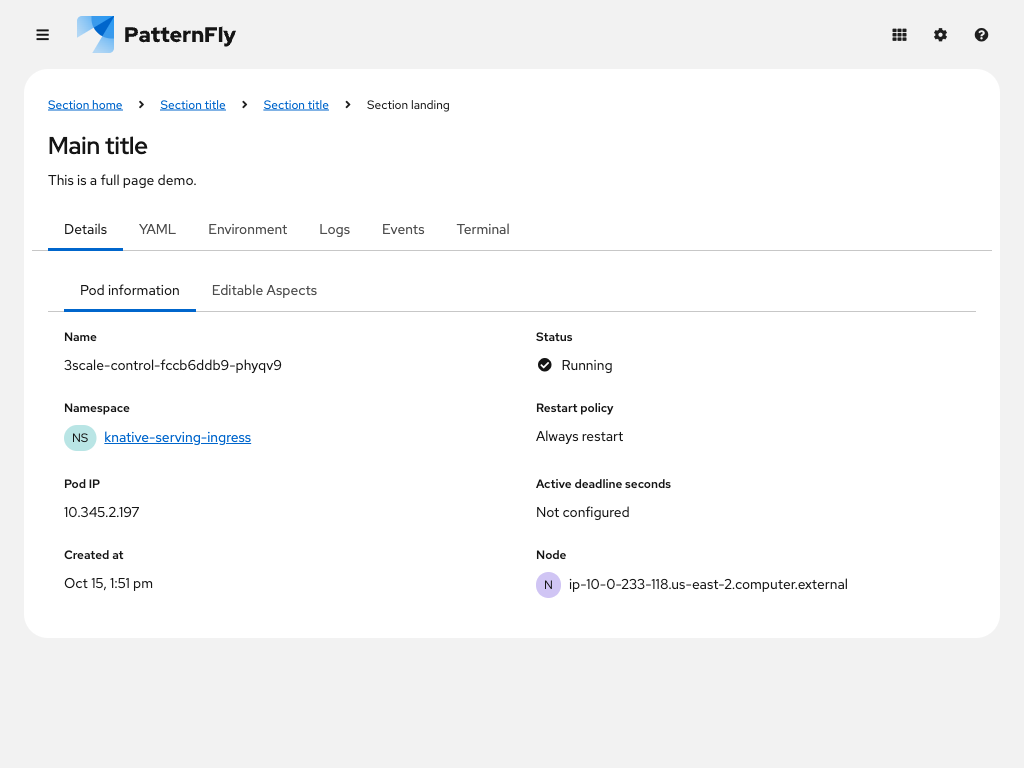 PatternFly
Section home Section title Section title Section landing
Main title
This is a full page demo.
Details YAML Environment Logs Events Terminal
Pod information Editable Aspects
Name
3scale-control-fccb6ddb9-phyqv9
Status
Running
Namespace
NS knative-serving-ingress
Restart policy
Always restart
Pod IP
10.345.2.197
Active deadline seconds
Not configured
Created at
Oct 15, 1:51 pm
Node
N ip-10-0-233-118.us-east-2.computer.external